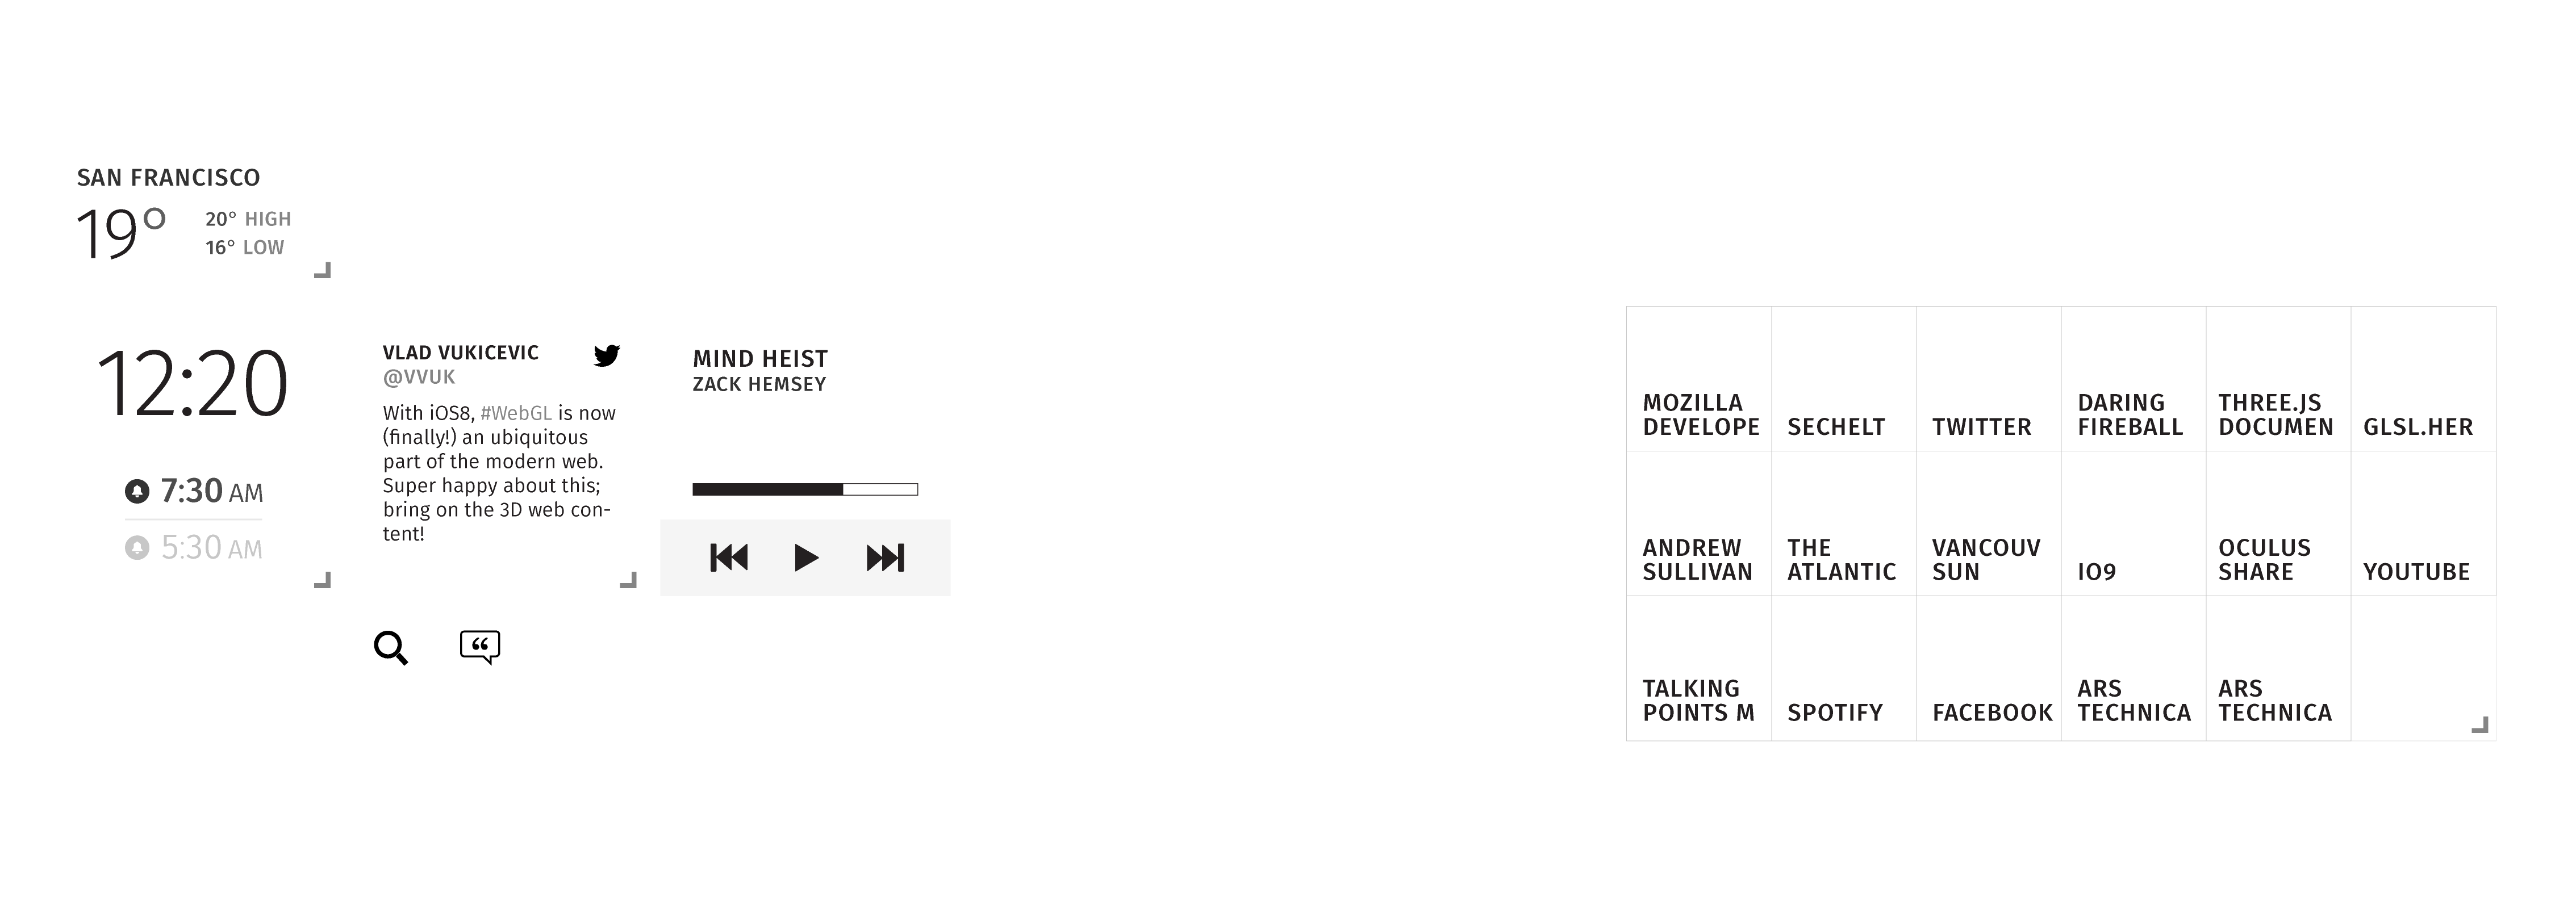 SAN FRANCISCO
19°
20° HIGH
16° LOW
12:20
7:30 AM
5:30 AM
VLAD VUKICEVIC
@VVUK
With iOS8, #WebGL is now
(finally!) an ubiquitous
part of the modern web.
Super happy about this;
bring on the 3D web con-
tent!
MIND HEIST
ZACK HEMSEY
MOZILLA
DEVELOPE
SECHELT
TWITTER
DARING
FIREBALL
THREE.JS
DOCUMEN
GLSL.HER
ANDREW
SULLIVAN
THE
ATLANTIC
VANCOUV
SUN
IO9
OCULUS
SHARE
YOUTUBE
TALKING
POINTS M
SPOTIFY
FACEBOOK
ARS
TECHNICA
ARS
TECHNICA